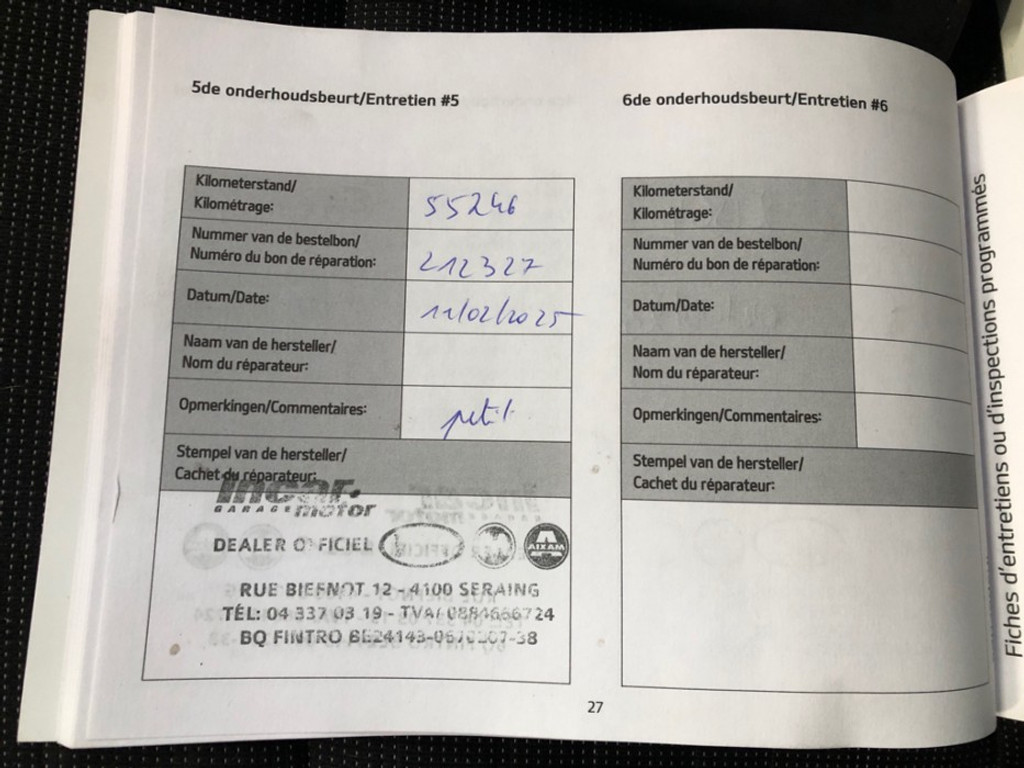 5de onderhoudsbeurt/Entretien #5
Kilometerstand/
Kilométrage:
55246
Nummer van de bestelbon/
Numéro du bon de réparation:
212327
Datum/Date:
11/02/2025
Naam van de hersteller/
Nom du réparateur:
Opmerkingen/Commentaires:
petit
Stempel van de hersteller/
Cachet du réparateur:
Incar
GARAGE motor
DEALER OFFICIEL
AIXAM
RUE BIEFNOT 12 - 4100 SERAING
TÉL: 04 337 03 19 - TVA:
BQ FINTRO
6de onderhoudsbeurt/Entretien #6
Kilometerstand/
Kilométrage:
Nummer van de bestelbon/
Numéro du bon de réparation:
Datum/Date:
Naam van de hersteller/
Nom du réparateur:
Opmerkingen/Commentaires:
Stempel van de hersteller/
Cachet du réparateur:
27
Fiches d'entretiens ou d'inspections programmés